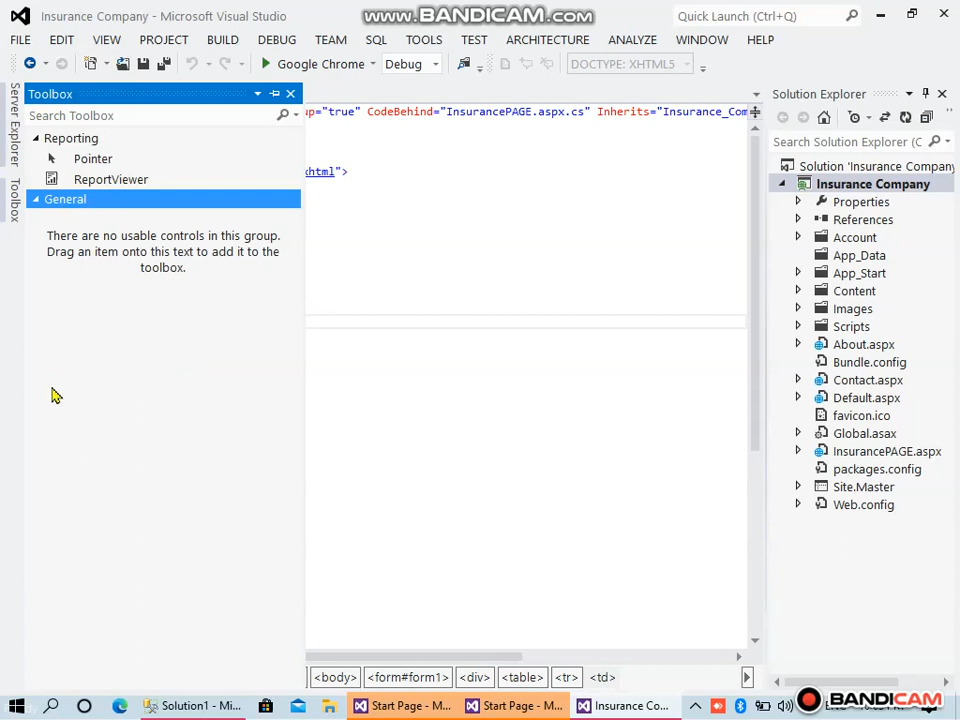 Insurance Company - Microsoft Visual Studio
www.BANDICAM.com
Quick Launch (Ctrl+Q)
FILE EDIT VIEW PROJECT BUILD DEBUG TEAM SQL TOOLS TEST ARCHITECTURE ANALYZE WINDOW HELP
Google Chrome Debug DOCTYPE: XHTML5
Server Explorer
Toolbox
Toolbox
Search Toolbox
Reporting
Pointer
ReportViewer
General
There are no usable controls in this group.
Drag an item onto this text to add it to the
toolbox.
up="true" CodeBehind="InsurancePAGE.aspx.cs" Inherits="Insurance_Com
xhtml">
<body> <form#form1> <div> <table> <tr> <td>
Solution Explorer
Search Solution Explorer (C
Solution 'Insurance Company
Insurance Company
Properties
References
Account
App_Data
App_Start
Content
Images
Scripts
About.aspx
Bundle.config
Contact.aspx
Default.aspx
favicon.ico
Global.asax
InsurancePAGE.aspx
packages.config
Site.Master
Web.config
Solution1 - Mi... Start Page - M... Start Page - M... Insurance Co...
BANDICAM